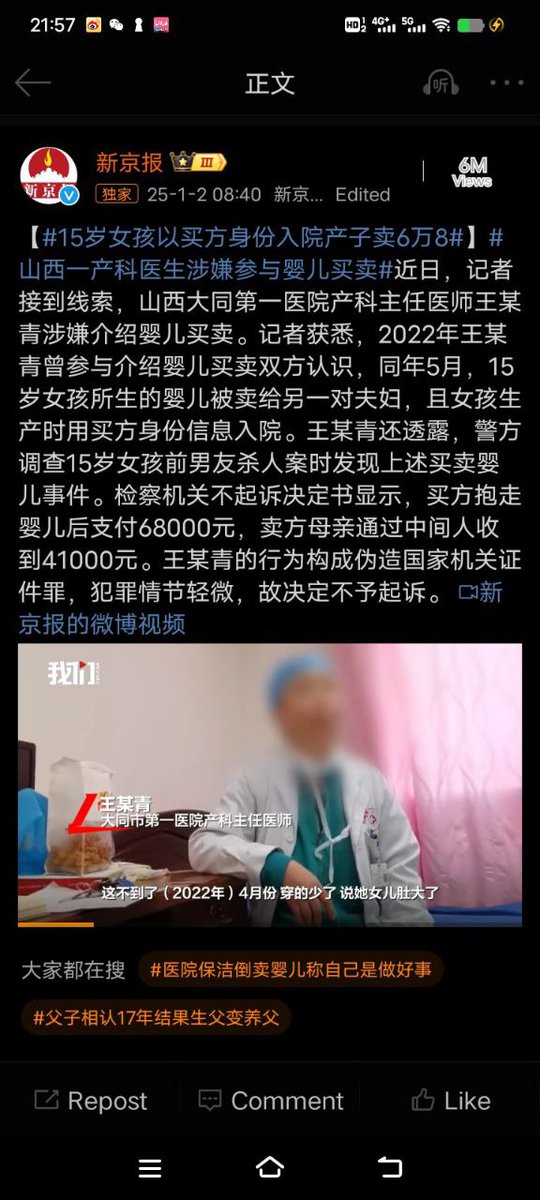 21:57
HD 1 2 4G+ 5G
正文
听
新京报 III
独家 25-1-2 08:40 新京... Edited
6M
Views
新京报
【#15岁女孩以买方身份入院产子卖6万8#】#
山西一产科医生涉嫌参与婴儿买卖#近日，记者
接到线索，山西大同第一医院产科主任医师王某
青涉嫌介绍婴儿买卖。记者获悉，2022年王某
青曾参与介绍婴儿买卖双方认识，同年5月，15
岁女孩所生的婴儿被卖给另一对夫妇，且女孩生
产时用买方身份信息入院。王某青还透露，警方
调查15岁女孩前男友杀人案时发现上述买卖婴
儿事件。检察机关不起诉决定书显示，买方抱走
婴儿后支付68000元，卖方母亲通过中间人收
到41000元。王某青的行为构成伪造国家机关证
件罪，犯罪情节轻微，故决定不予起诉。新
京报的微博视频
我们
王某青
大同市第一医院产科主任医师
这不到了（2022年）4月份 穿的少了 说她女儿肚大了
大家都在搜 #医院保洁倒卖婴儿称自己是做好事
#父子相认17年结果生父变养父
Repost Comment Like